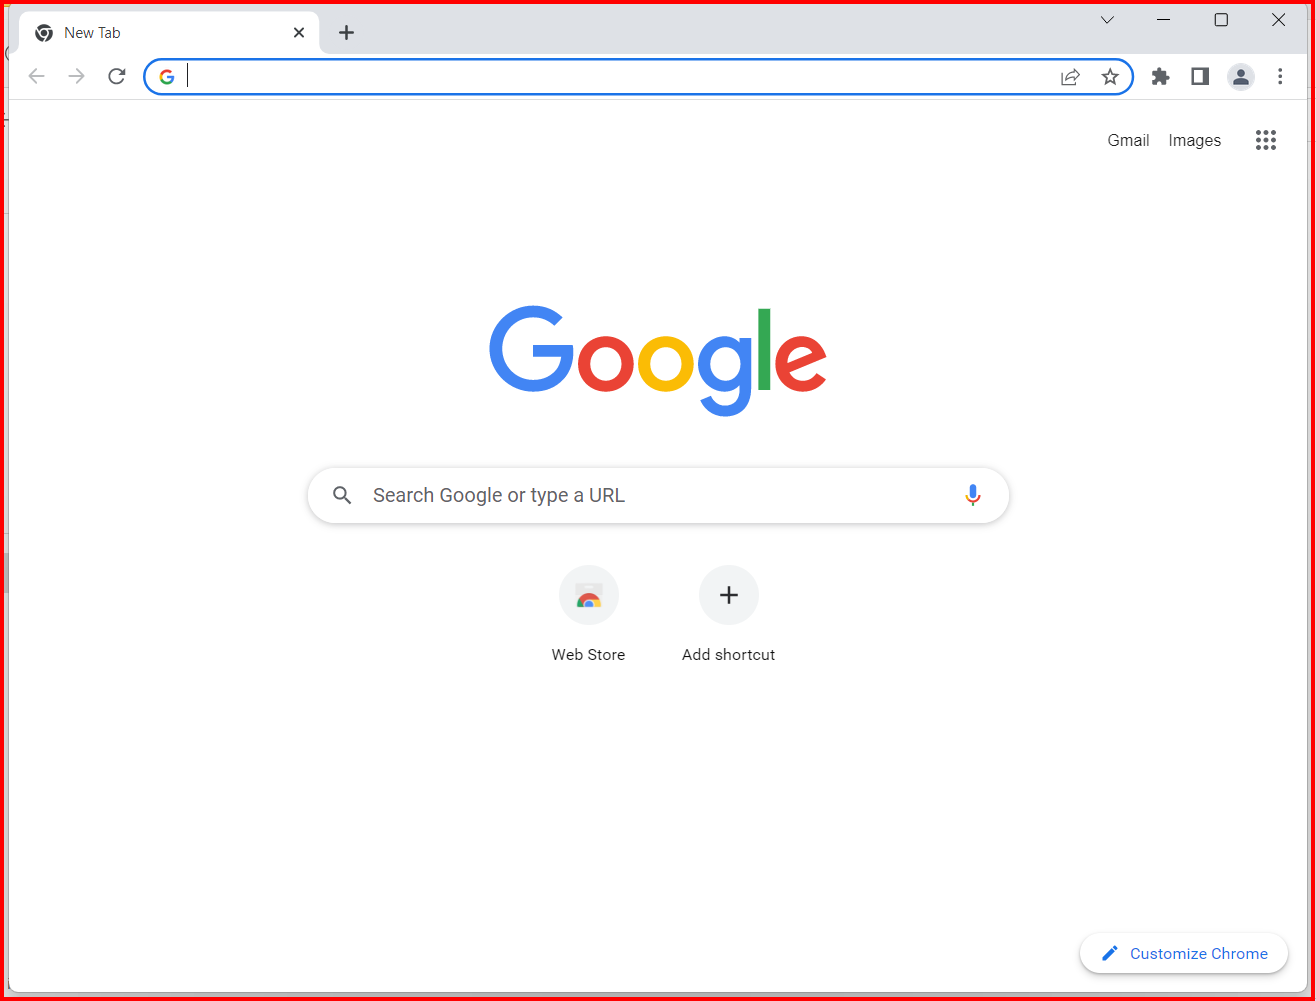 New Tab
Gmail Images
Google
Search Google or type a URL
Web Store Add shortcut
Customize Chrome